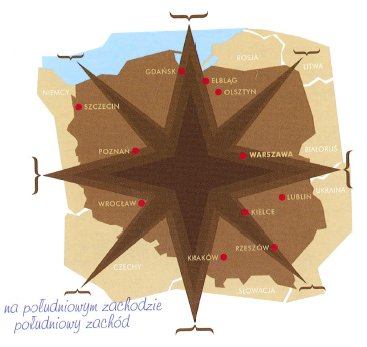 ROSJA
LITWA
GDAŃSK
ELBLĄG
OLSZTYN
NIEMCY
SZCZECIN
BIAŁORUŚ
POZNAŃ
WARSZAWA
UKRAINA
LUBLIN
WROCŁAW
KIELCE
RZESZÓW
KRAKÓW
CZECHY
SŁOWACJA
na południowym zachodzie
południowy zachód